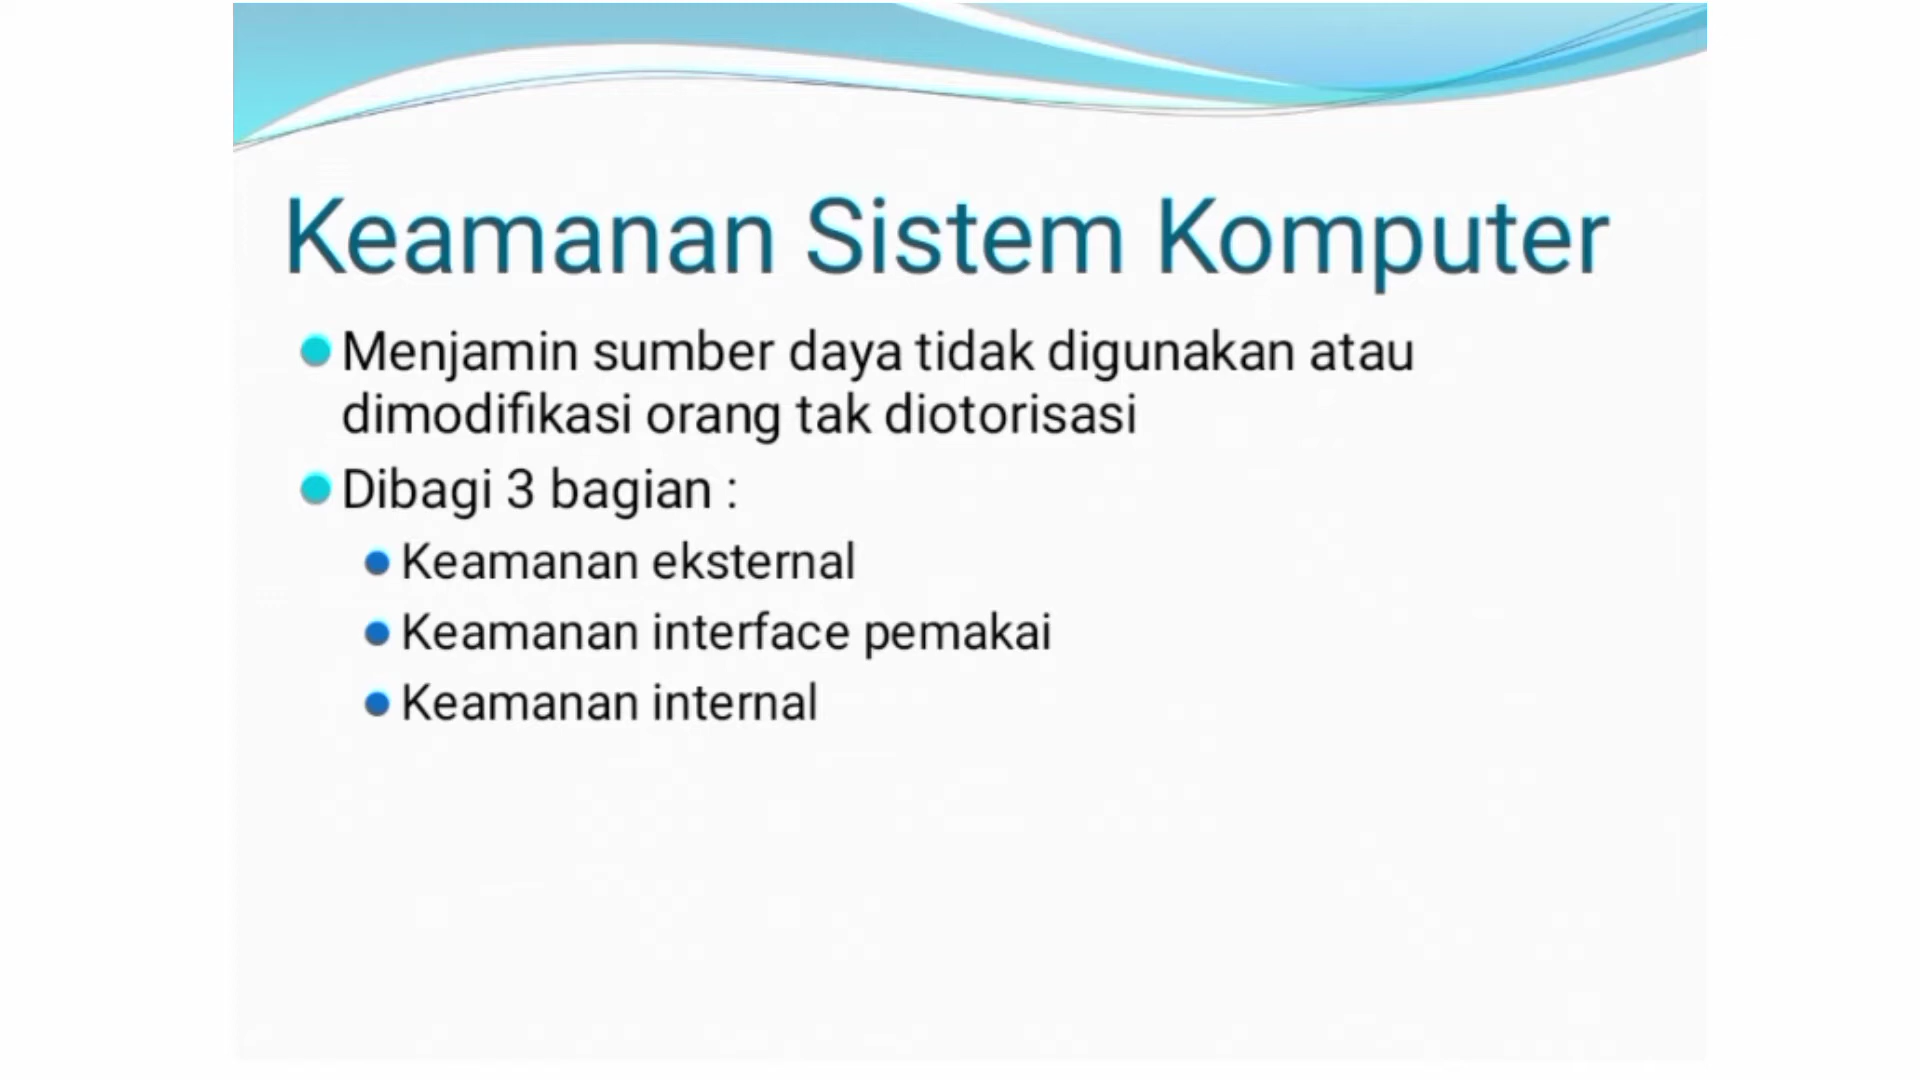 Keamanan Sistem Komputer
Menjamin sumber daya tidak digunakan atau
dimodifikasi orang tak diotorisasi
Dibagi 3 bagian :
Keamanan eksternal
Keamanan interface pemakai
Keamanan internal